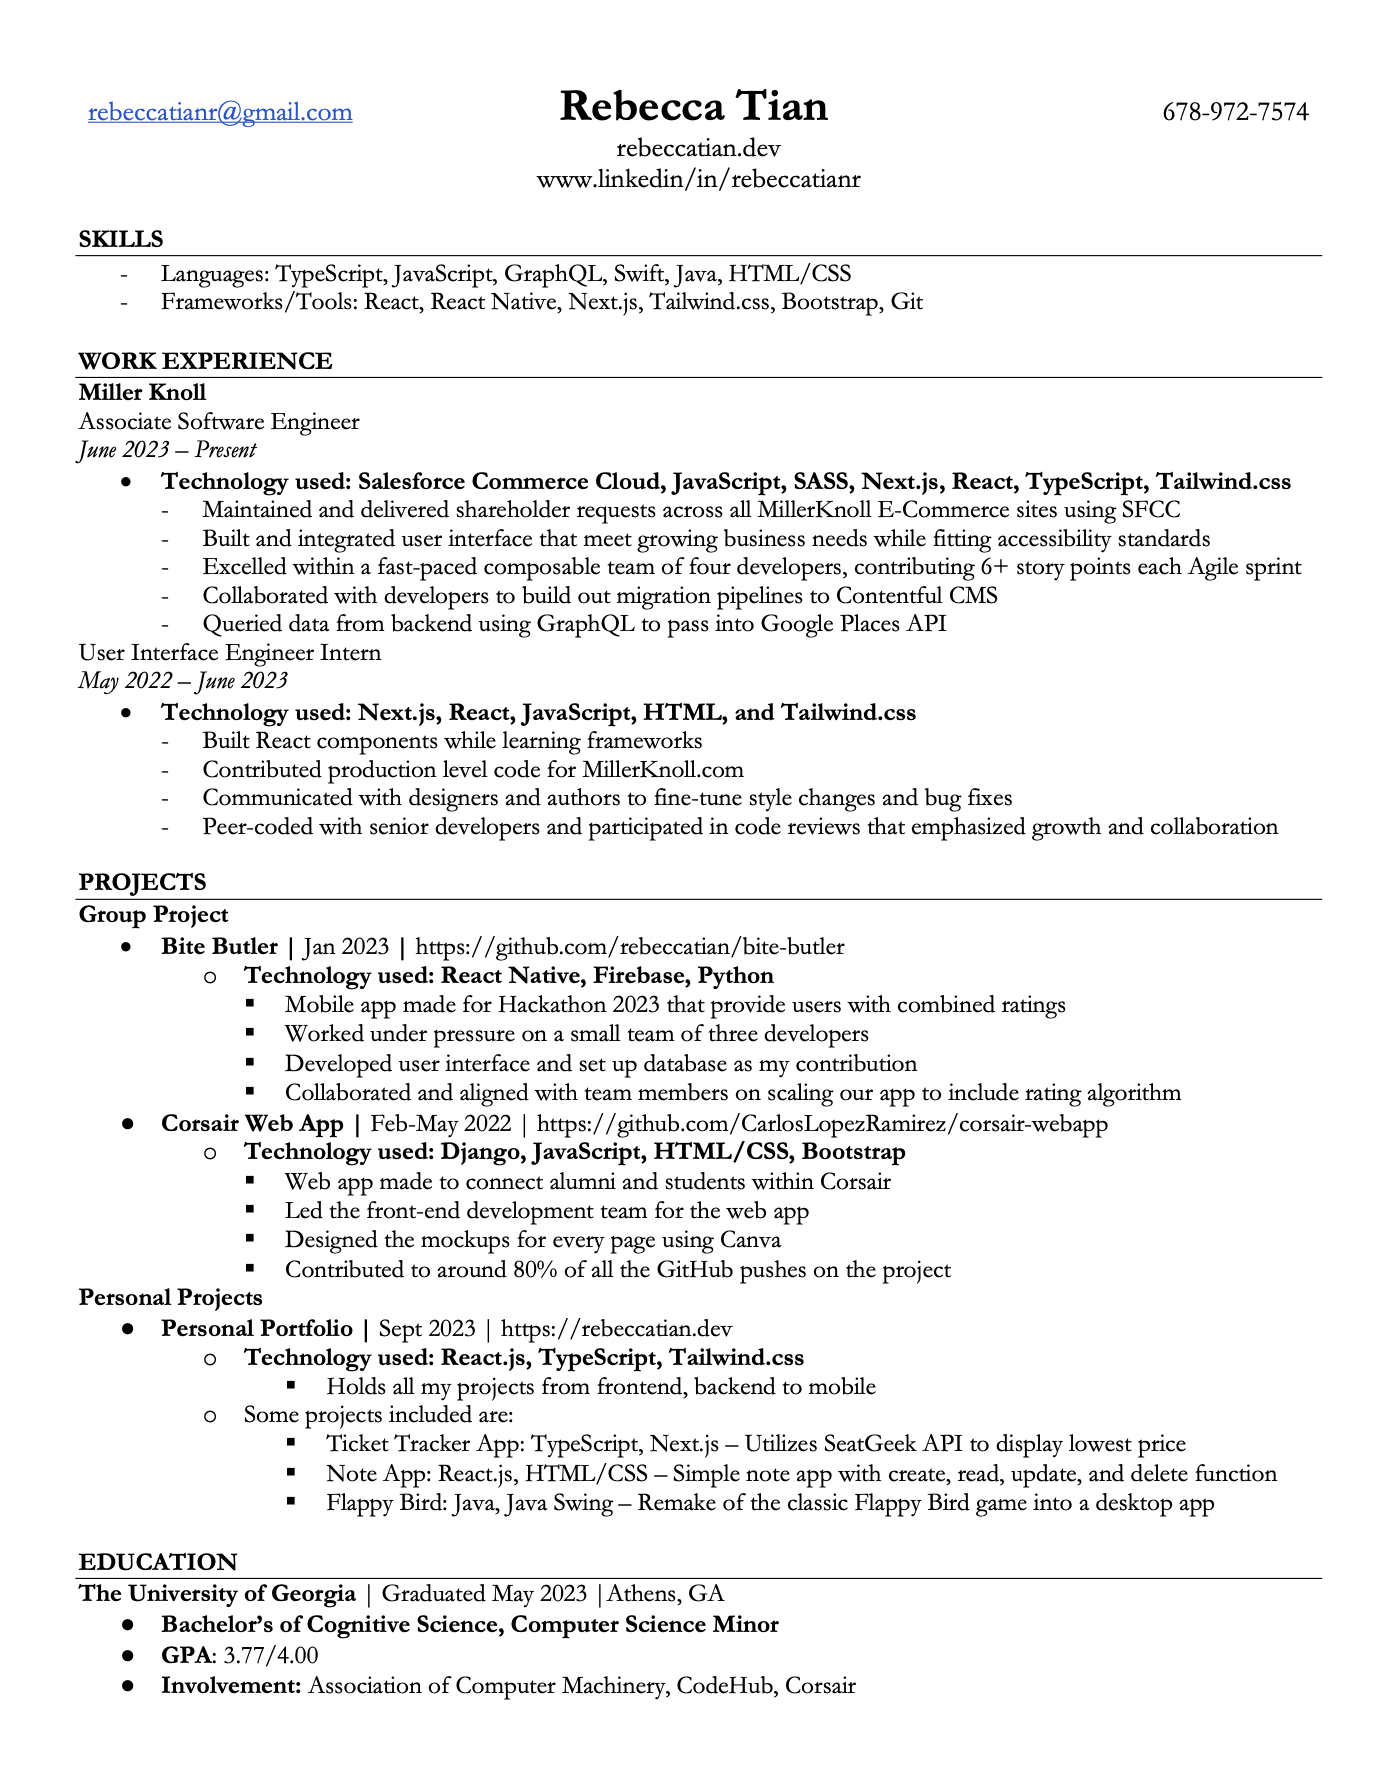 rebeccatianr@gmail.com Rebecca Tian 678-972-7574
rebeccatian.dev
www.linkedin/in/rebeccatianr
SKILLS
- Languages: TypeScript, JavaScript, GraphQL, Swift, Java, HTML/CSS
- Frameworks/Tools: React, React Native, Next.js, Tailwind.css, Bootstrap, Git
WORK EXPERIENCE
Miller Knoll
Associate Software Engineer
June 2023 – Present
● Technology used: Salesforce Commerce Cloud, JavaScript, SASS, Next.js, React, TypeScript, Tailwind.css
- Maintained and delivered shareholder requests across all MillerKnoll E-Commerce sites using SFCC
- Built and integrated user interface that meet growing business needs while fitting accessibility standards
- Excelled within a fast-paced composable team of four developers, contributing 6+ story points each Agile sprint
- Collaborated with developers to build out migration pipelines to Contentful CMS
- Queried data from backend using GraphQL to pass into Google Places API
User Interface Engineer Intern
May 2022 – June 2023
● Technology used: Next.js, React, JavaScript, HTML, and Tailwind.css
- Built React components while learning frameworks
- Contributed production level code for MillerKnoll.com
- Communicated with designers and authors to fine-tune style changes and bug fixes
- Peer-coded with senior developers and participated in code reviews that emphasized growth and collaboration
PROJECTS
Group Project
● Bite Butler | Jan 2023 | https://github.com/rebeccatian/bite-butler
o Technology used: React Native, Firebase, Python
▪ Mobile app made for Hackathon 2023 that provide users with combined ratings
▪ Worked under pressure on a small team of three developers
▪ Developed user interface and set up database as my contribution
▪ Collaborated and aligned with team members on scaling our app to include rating algorithm
● Corsair Web App | Feb-May 2022 | https://github.com/CarlosLopezRamirez/corsair-webapp
o Technology used: Django, JavaScript, HTML/CSS, Bootstrap
▪ Web app made to connect alumni and students within Corsair
▪ Led the front-end development team for the web app
▪ Designed the mockups for every page using Canva
▪ Contributed to around 80% of all the GitHub pushes on the project
Personal Projects
● Personal Portfolio | Sept 2023 | https://rebeccatian.dev
o Technology used: React.js, TypeScript, Tailwind.css
▪ Holds all my projects from frontend, backend to mobile
o Some projects included are:
▪ Ticket Tracker App: TypeScript, Next.js – Utilizes SeatGeek API to display lowest price
▪ Note App: React.js, HTML/CSS – Simple note app with create, read, update, and delete function
▪ Flappy Bird: Java, Java Swing – Remake of the classic Flappy Bird game into a desktop app
EDUCATION
The University of Georgia | Graduated May 2023 |Athens, GA
● Bachelor’s of Cognitive Science, Computer Science Minor
● GPA: 3.77/4.00
● Involvement: Association of Computer Machinery, CodeHub, Corsair